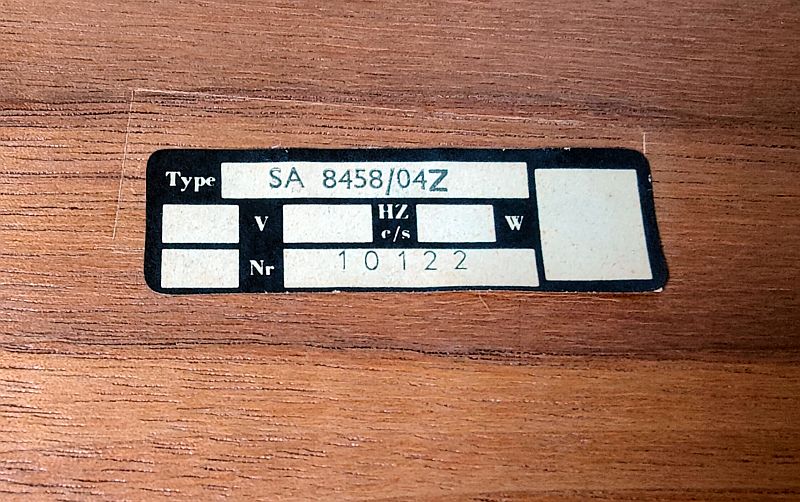 Type SA 8458/04Z
V HZ c/s W
Nr 10122